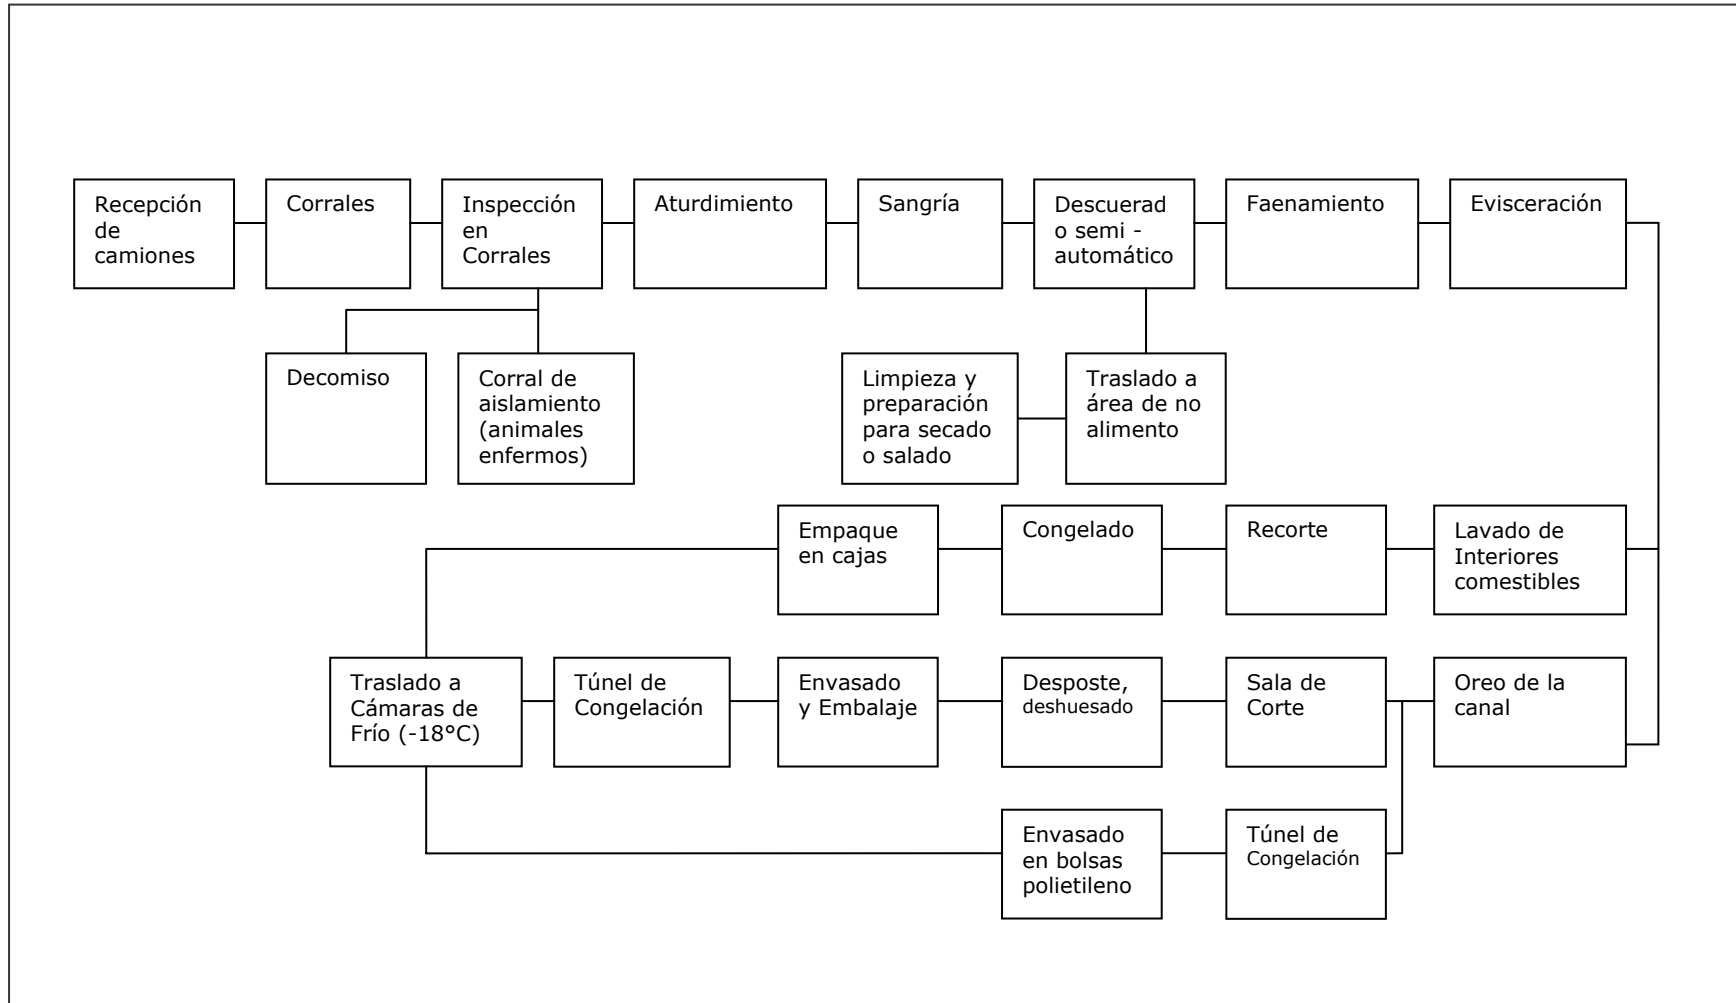 Recepción
de
camiones
Corrales
Inspección
en
Corrales
Aturdimiento
Sangría
Descuerad
o semi -
automático
Faenamiento
Evisceración
Decomiso
Corral de
aislamiento
(animales
enfermos)
Limpieza y
preparación
para secado
o salado
Traslado a
área de no
alimento
Empaque
en cajas
Congelado
Recorte
Lavado de
Interiores
comestibles
Traslado a
Cámaras de
Frío (-18°C)
Túnel de
Congelación
Envasado
y Embalaje
Desposte,
deshuesado
Sala de
Corte
Oreo de la
canal
Envasado
en bolsas
polietileno
Túnel de
Congelación